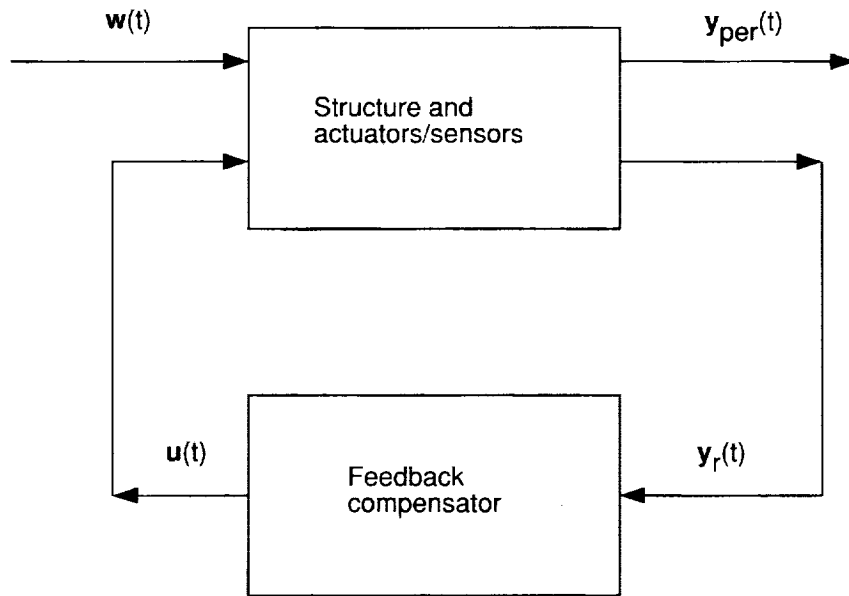 w(t)
y_per(t)
Structure and
actuators/sensors
u(t)
y_r(t)
Feedback
compensator